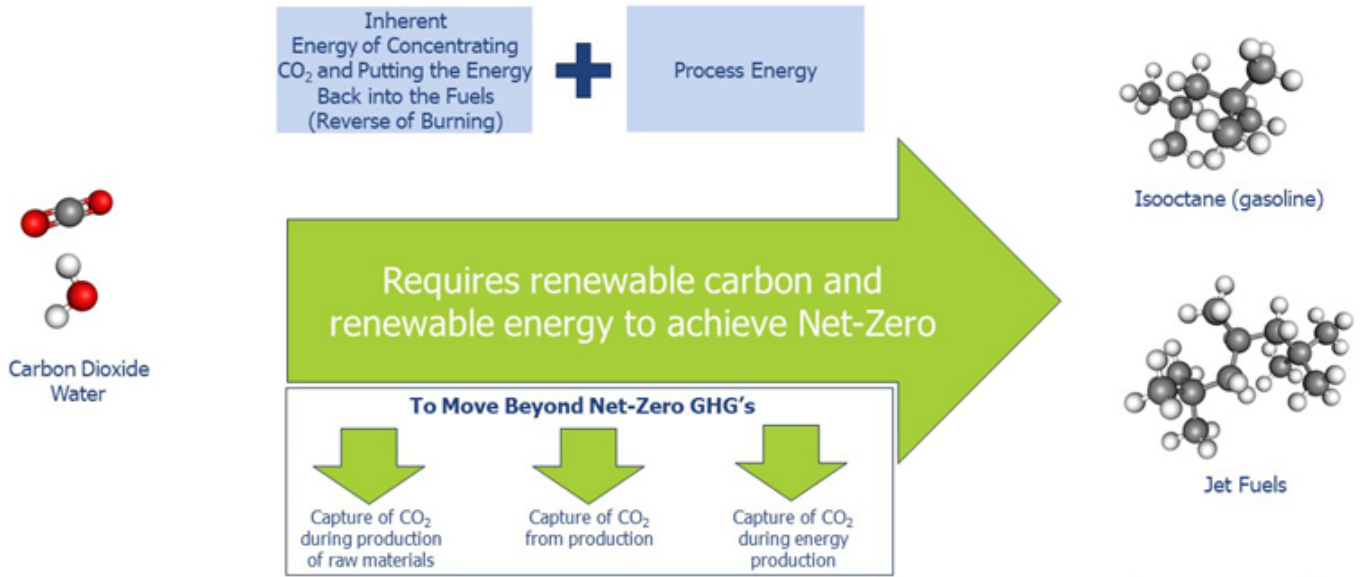 Inherent
Energy of Concentrating
CO₂ and Putting the Energy
Back into the Fuels
(Reverse of Burning)
Process Energy
Isooctane (gasoline)
Requires renewable carbon and
renewable energy to achieve Net-Zero
Carbon Dioxide
Water
To Move Beyond Net-Zero GHG's
Capture of CO₂
during production
of raw materials
Capture of CO₂
from production
Capture of CO₂
during energy
production
Jet Fuels